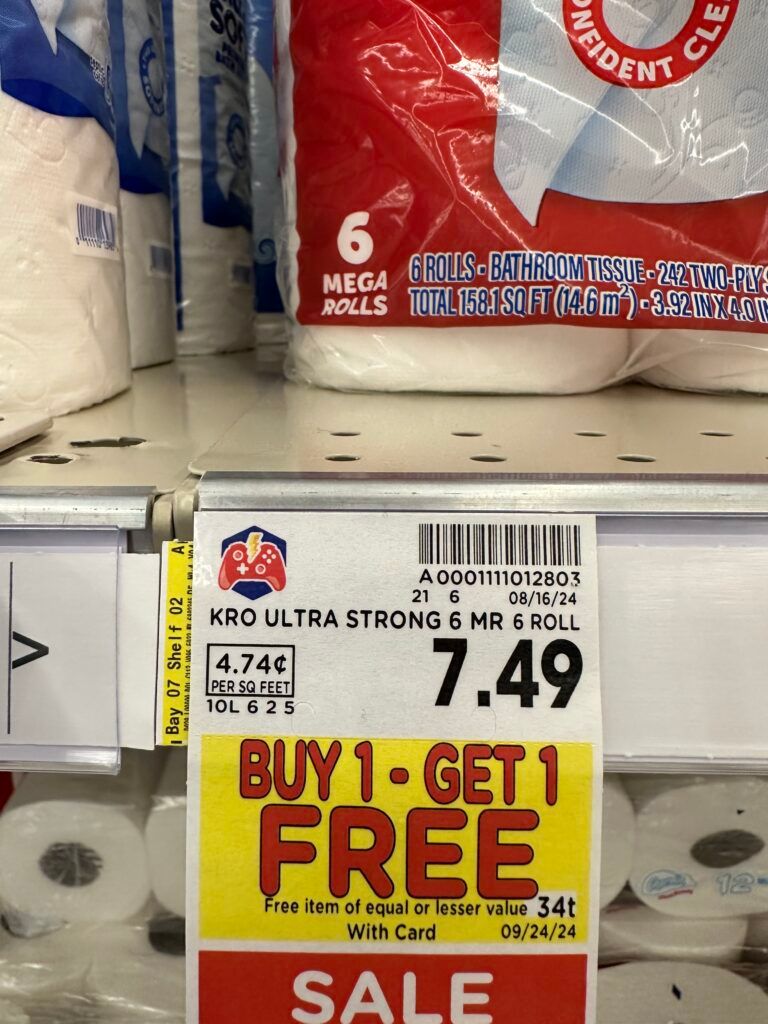 CONFIDENT CLE
6
MEGA
ROLLS
6 ROLLS - BATHROOM TISSUE - 242 TWO-PLY
TOTAL 158.1 SQ FT (14.6 m²) - 3.92 IN X 4.0 IN
A0001111012803
21 6 08/16/24
KRO ULTRA STRONG 6 MR 6 ROLL
4.74¢
PER SQ FEET
7.49
10L 6 2 5
Bay 07 Shelf 02 A
V
BUY 1 - GET 1
FREE
Free item of equal or lesser value 34t
With Card 09/24/24
SALE
12